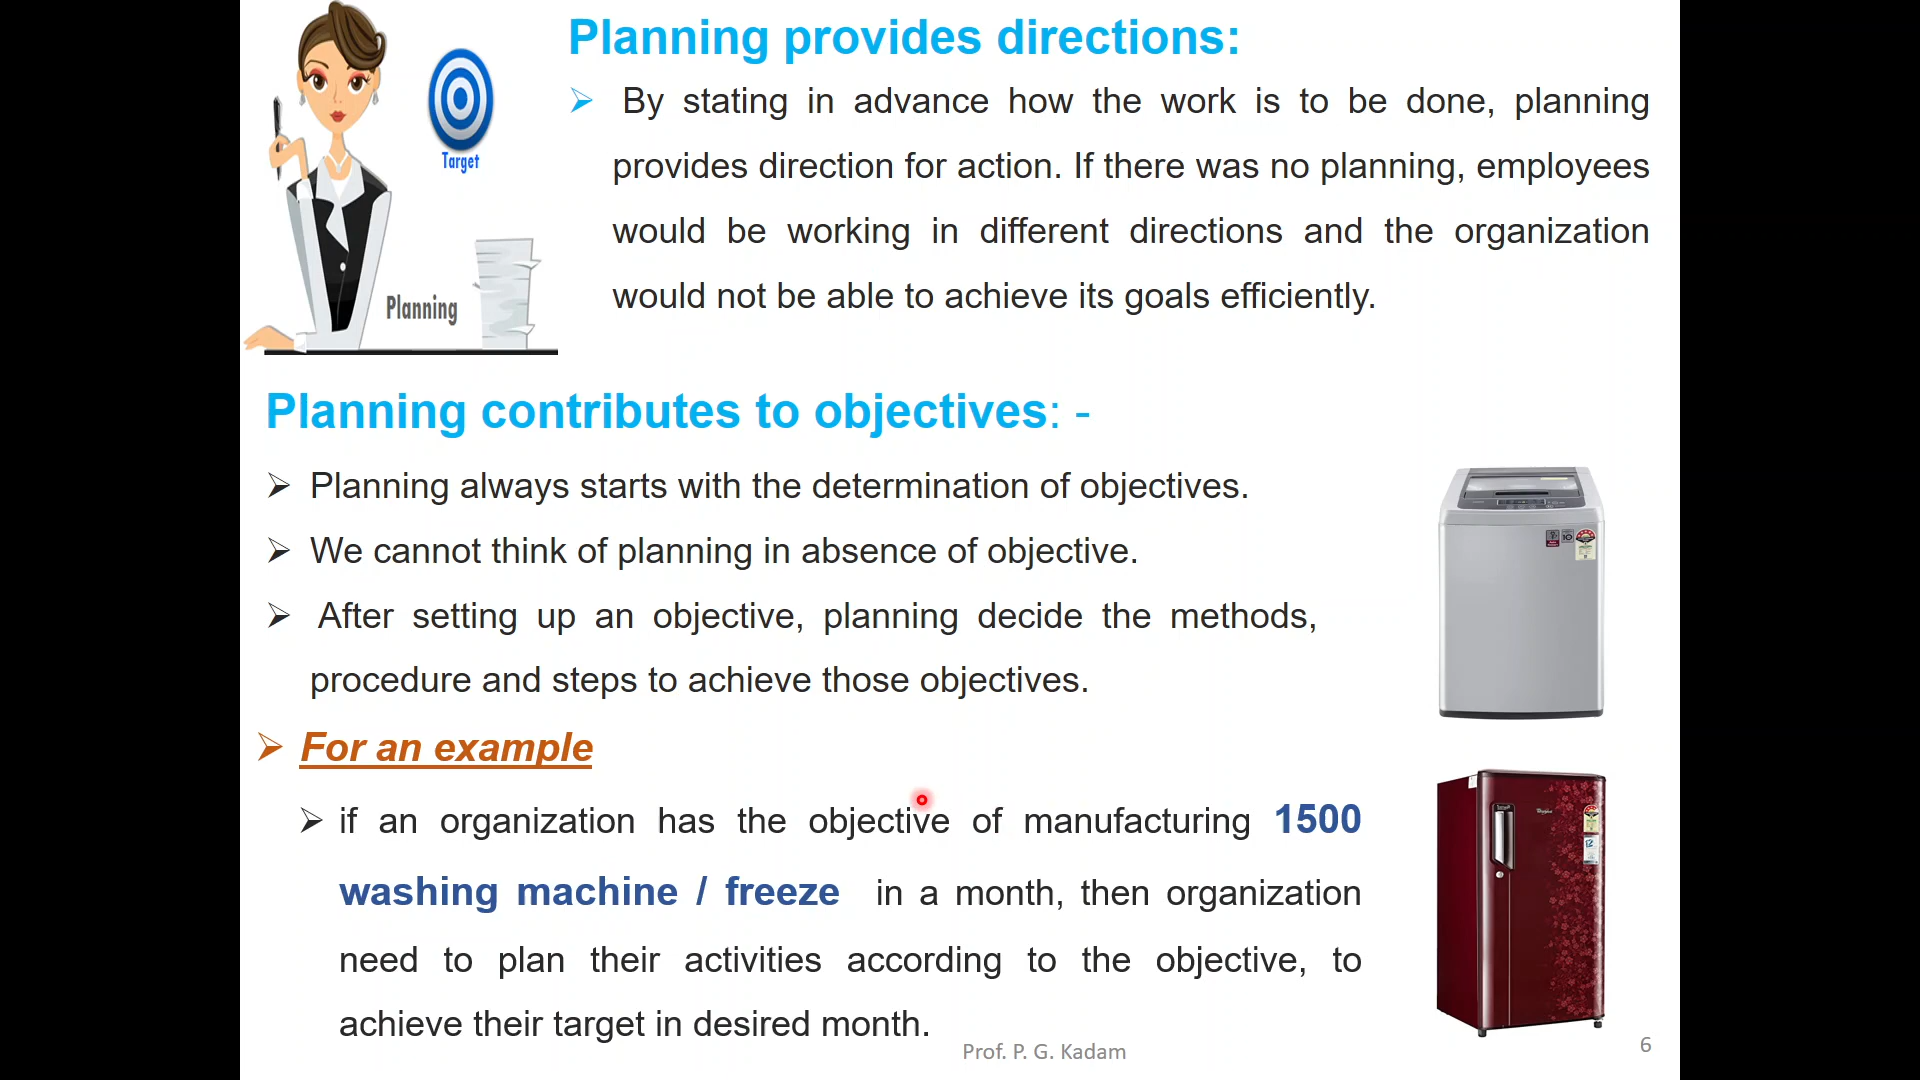 Planning provides directions:
➢ By stating in advance how the work is to be done, planning
provides direction for action. If there was no planning, employees
would be working in different directions and the organization
would not be able to achieve its goals efficiently.
Target
Planning
Planning contributes to objectives: -
➢ Planning always starts with the determination of objectives.
➢ We cannot think of planning in absence of objective.
➢ After setting up an objective, planning decide the methods,
procedure and steps to achieve those objectives.
➢ For an example
➢ if an organization has the objective of manufacturing 1500
washing machine / freeze in a month, then organization
need to plan their activities according to the objective, to
achieve their target in desired month.
Prof. P. G. Kadam
6